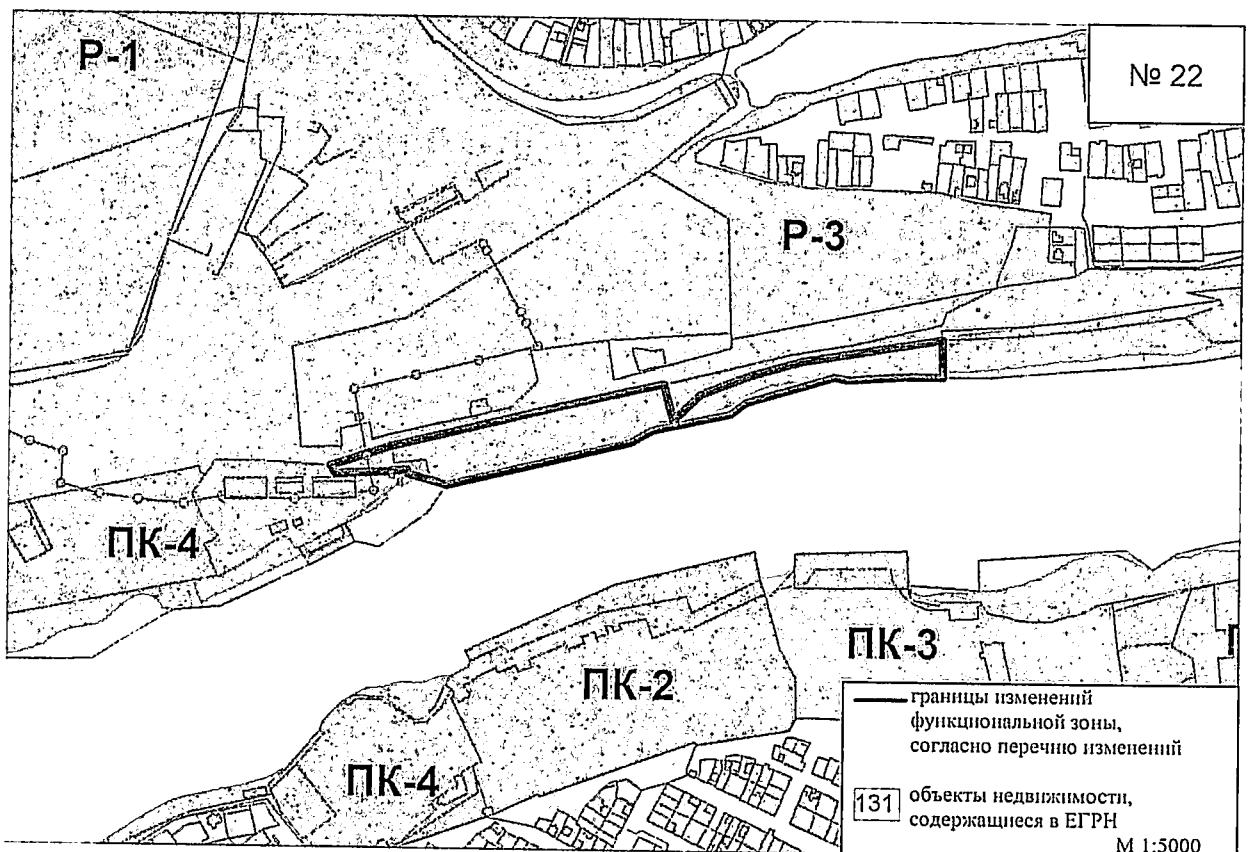 Р-1
№ 22
Р-3
ПК-4
ПК-3
ПК-2
ПК-4
границы изменений
функциональной зоны,
согласно перечню изменений
131 объекты недвижимости,
содержащиеся в ЕГРН
М 1:5000